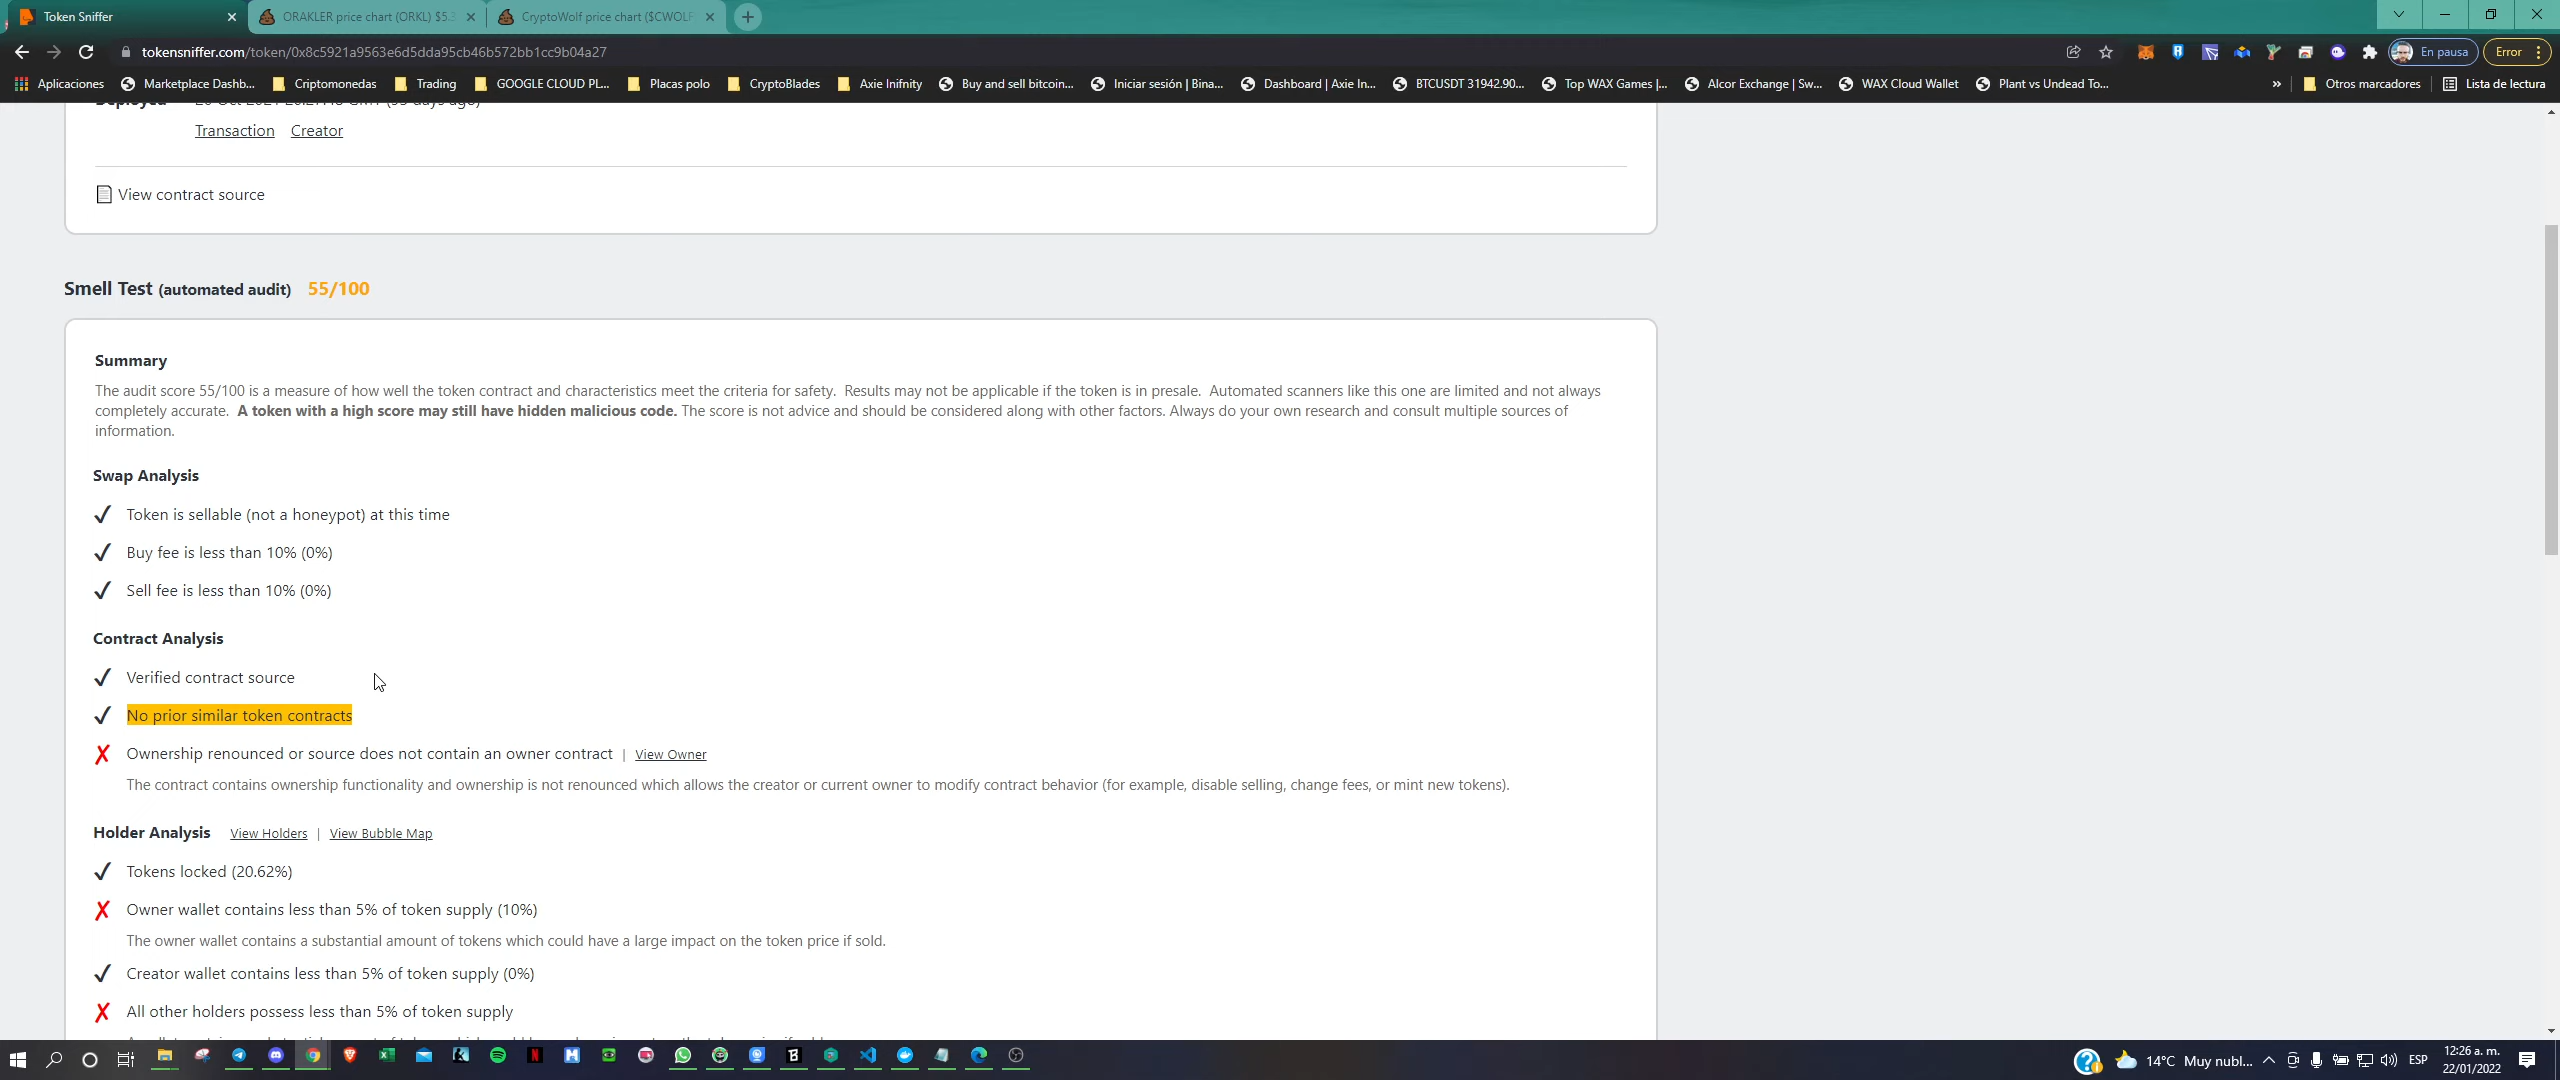 Token Sniffer
ORAKLER price chart (ORKL) $5.3
CryptoWolf price chart ($CWOLF
tokensniffer.com/token/0x8c5921a9563e6d5dda95cb46b572bb1cc9b04a27
En pausa
Error
Aplicaciones
Marketplace Dashb...
Criptomonedas
Trading
GOOGLE CLOUD PL...
Placas polo
CryptoBlades
Axie Inifnity
Buy and sell bitcoin...
Iniciar sesión | Bina...
Dashboard | Axie In...
BTCUSDT 31942.90...
Top WAX Games |...
Alcor Exchange | Sw...
WAX Cloud Wallet
Plant vs Undead To...
»
Otros marcadores
Lista de lectura
Deployed
Transaction Creator
View contract source
Smell Test (automated audit) 55/100
Summary
The audit score 55/100 is a measure of how well the token contract and characteristics meet the criteria for safety. Results may not be applicable if the token is in presale. Automated scanners like this one are limited and not always
completely accurate. A token with a high score may still have hidden malicious code. The score is not advice and should be considered along with other factors. Always do your own research and consult multiple sources of
information.
Swap Analysis
Token is sellable (not a honeypot) at this time
Buy fee is less than 10% (0%)
Sell fee is less than 10% (0%)
Contract Analysis
Verified contract source
No prior similar token contracts
Ownership renounced or source does not contain an owner contract | View Owner
The contract contains ownership functionality and ownership is not renounced which allows the creator or current owner to modify contract behavior (for example, disable selling, change fees, or mint new tokens).
Holder Analysis View Holders | View Bubble Map
Tokens locked (20.62%)
Owner wallet contains less than 5% of token supply (10%)
The owner wallet contains a substantial amount of tokens which could have a large impact on the token price if sold.
Creator wallet contains less than 5% of token supply (0%)
All other holders possess less than 5% of token supply
14°C Muy nubl...
ESP
12:26 a. m.
22/01/2022